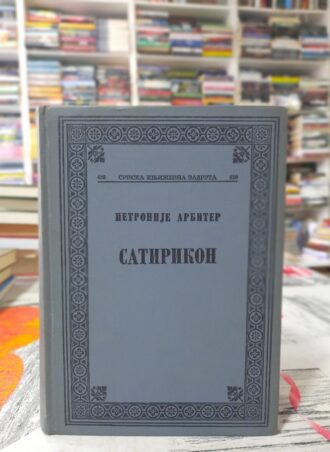 СРПСКА КЊИЖЕВНА ЗАДРУГА
ПЕТРОНИЈЕ АРБИТЕР
САТИРИКОН